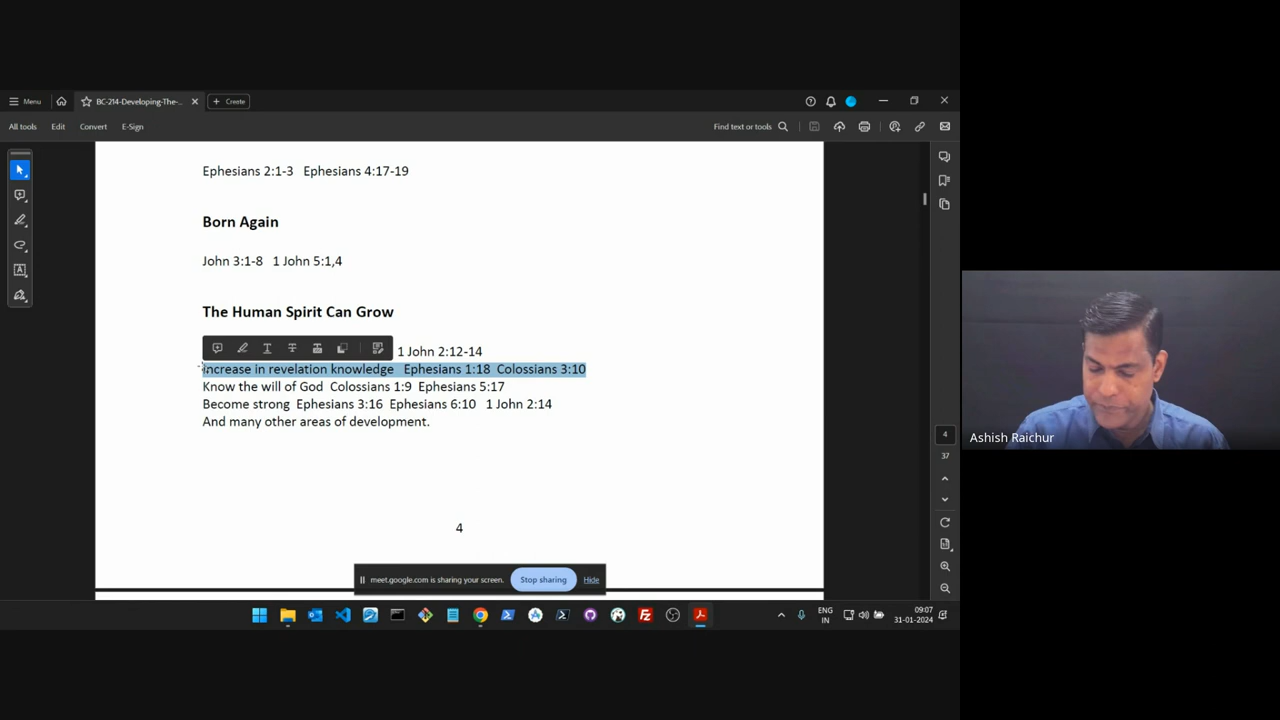 Menu
BC-214-Developing-The-...
Create
All tools
Edit
Convert
E-Sign
Find text or tools
Ephesians 2:1-3   Ephesians 4:17-19
Born Again
John 3:1-8   1 John 5:1,4
The Human Spirit Can Grow
1 John 2:12-14
Increase in revelation knowledge   Ephesians 1:18  Colossians 3:10
Know the will of God  Colossians 1:9  Ephesians 5:17
Become strong  Ephesians 3:16  Ephesians 6:10   1 John 2:14
And many other areas of development.
4
4
37
meet.google.com is sharing your screen.
Stop sharing
Hide
ENG
IN
09:07
31-01-2024
Ashish Raichur